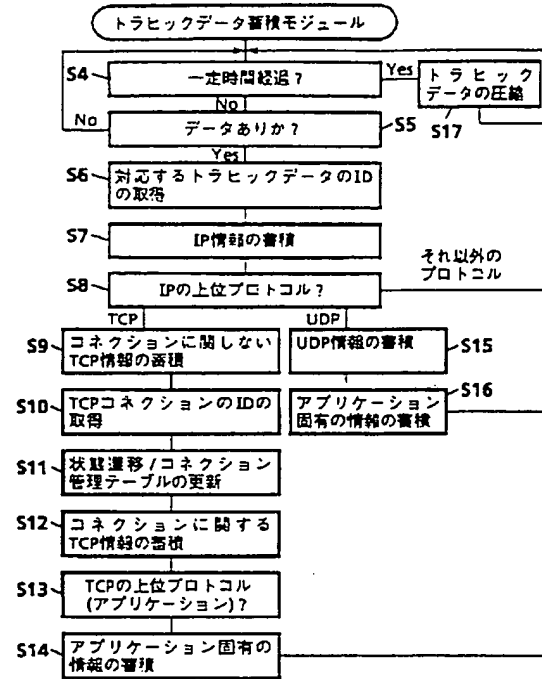 トラヒックデータ蓄積モジュール
S4
一定時間経過?
Yes
トラヒック
データの圧縮
S17
No
No
データありか?
S5
Yes
S6
対応するトラヒックデータのID
の取得
S7
IP情報の蓄積
それ以外の
プロトコル
S8
IPの上位プロトコル?
TCP
UDP
S9
コネクションに関しない
TCP情報の蓄積
UDP情報の蓄積
S15
S10
TCPコネクションのIDの
取得
アプリケーション
固有の情報の蓄積
S16
S11
状態遷移/コネクション
管理テーブルの更新
S12
コネクションに関する
TCP情報の蓄積
S13
TCPの上位プロトコル
(アプリケーション)?
S14
アプリケーション固有の
情報の蓄積